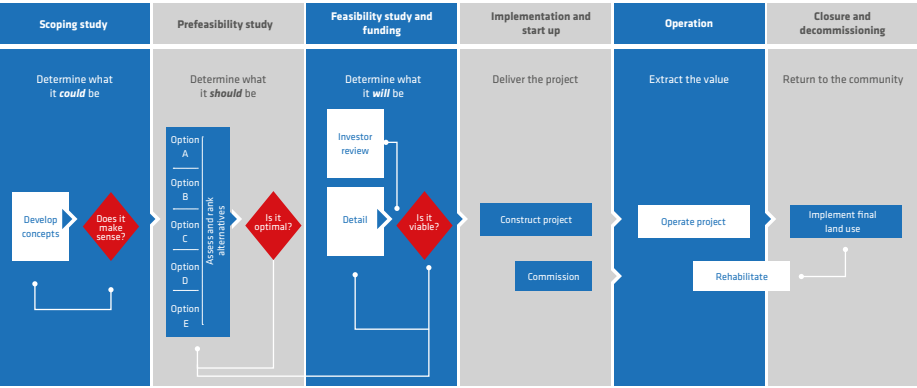 Scoping study
Prefeasibility study
Feasibility study and
funding
Implementation and
start up
Operation
Closure and
decommissioning
Determine what
it could be
Determine what
it should be
Determine what
it will be
Deliver the project
Extract the value
Return to the community
Develop
concepts
Does it
make
sense?
Option
A
Option
B
Option
C
Option
D
Option
E
Assess and rank
alternatives
Is it
optimal?
Investor
review
Detail
Is it
viable?
Construct project
Commission
Operate project
Rehabilitate
Implement final
land use